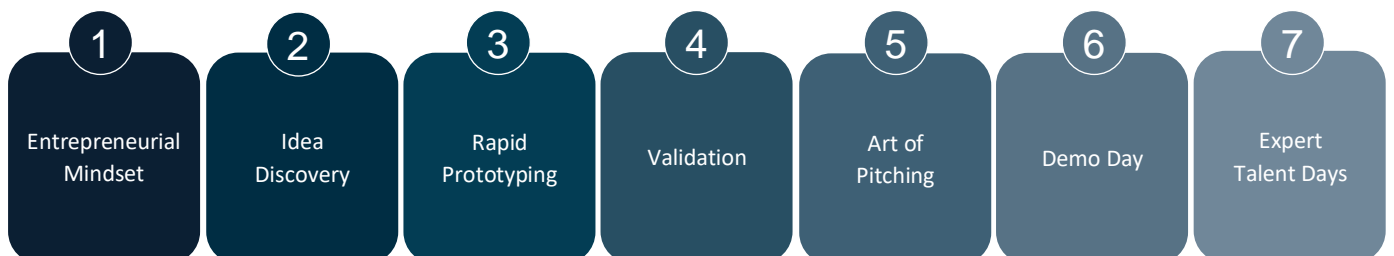 1
Entrepreneurial
Mindset
2
Idea
Discovery
3
Rapid
Prototyping
4
Validation
5
Art of
Pitching
6
Demo Day
7
Expert
Talent Days